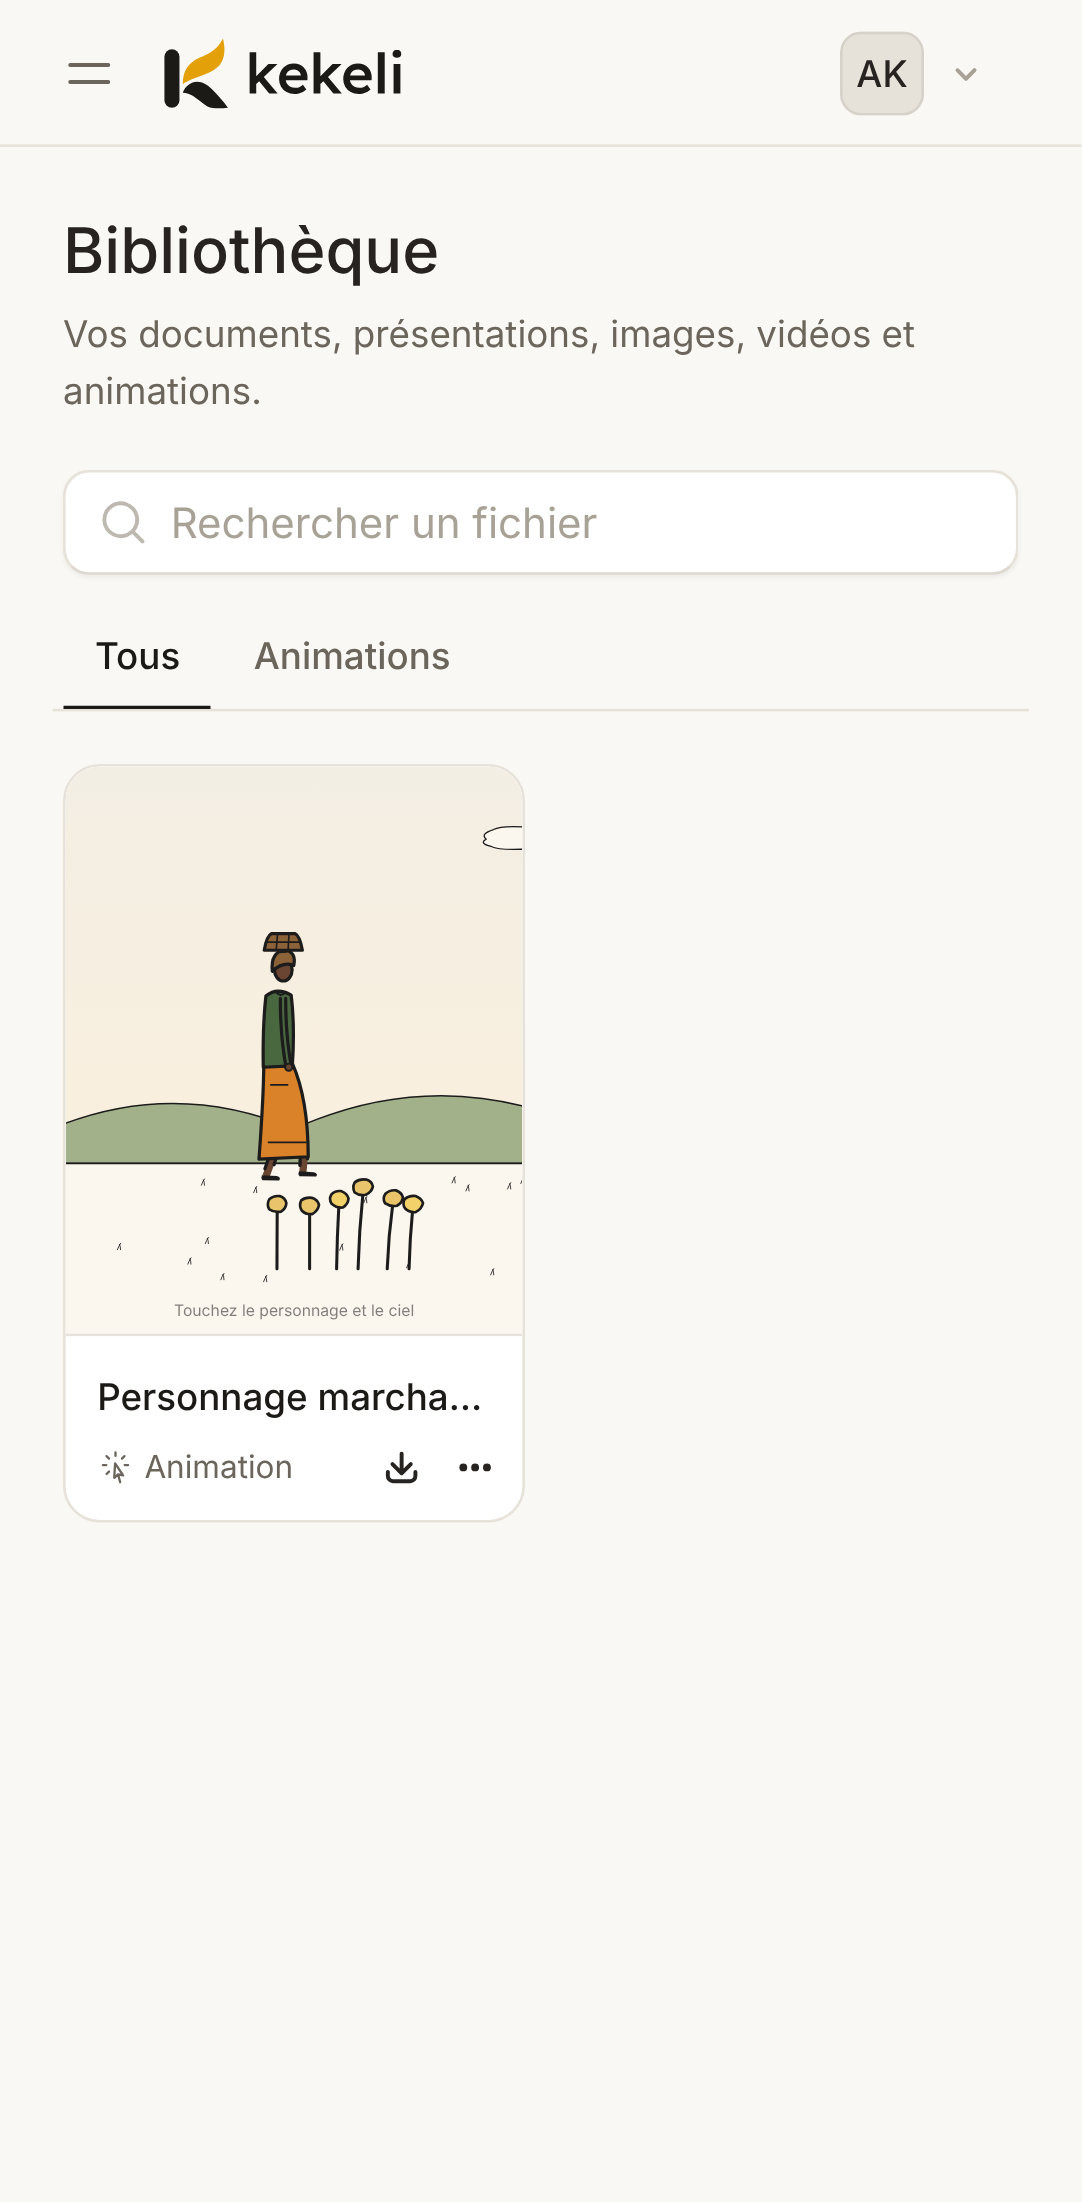 kekeli
AK
Bibliothèque
Vos documents, présentations, images, vidéos et
animations.
Rechercher un fichier
Tous
Animations
Touchez le personnage et le ciel
Personnage marcha...
Animation